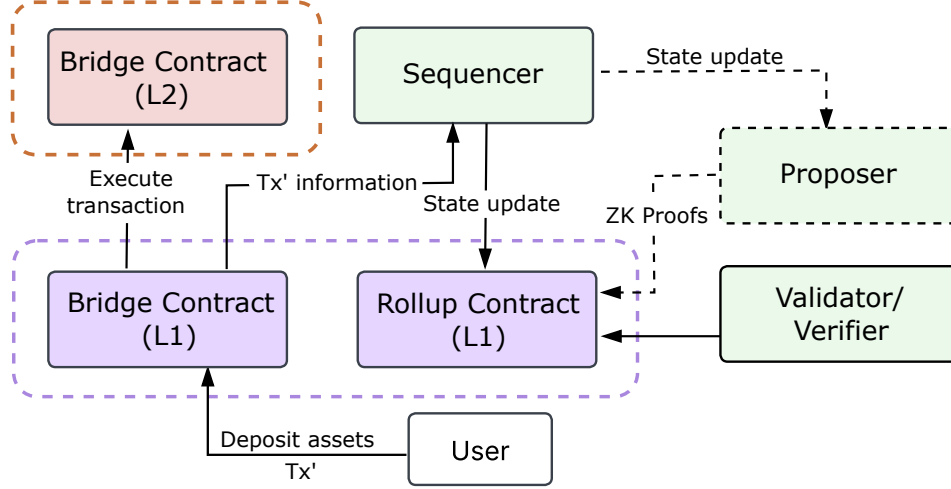 Bridge Contract
(L2)
Sequencer
State update
Proposer
Execute
transaction
Tx' information
State update
ZK Proofs
Bridge Contract
(L1)
Rollup Contract
(L1)
Validator/
Verifier
Deposit assets
Tx'
User